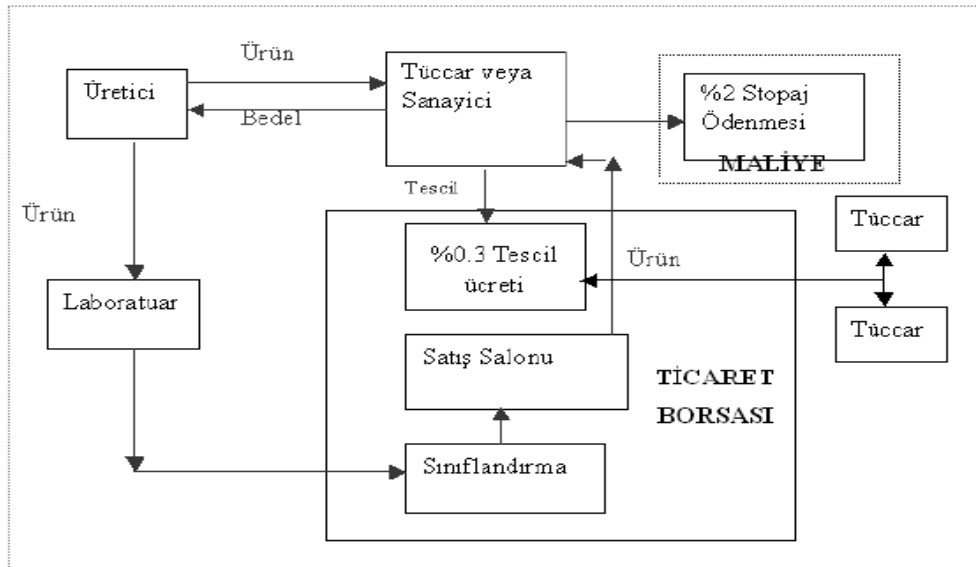 Ürün
Üretici
Tüccar veya
Sanayici
%2 Stopaj
Ödenmesi
MALİYE
Bedel
Tescil
Ürün
Tüccar
%0.3 Tescil
ücreti
Ürün
Laboratuar
Tüccar
Satış Salonu
TİCARET
BORSASI
Sınıflandırma